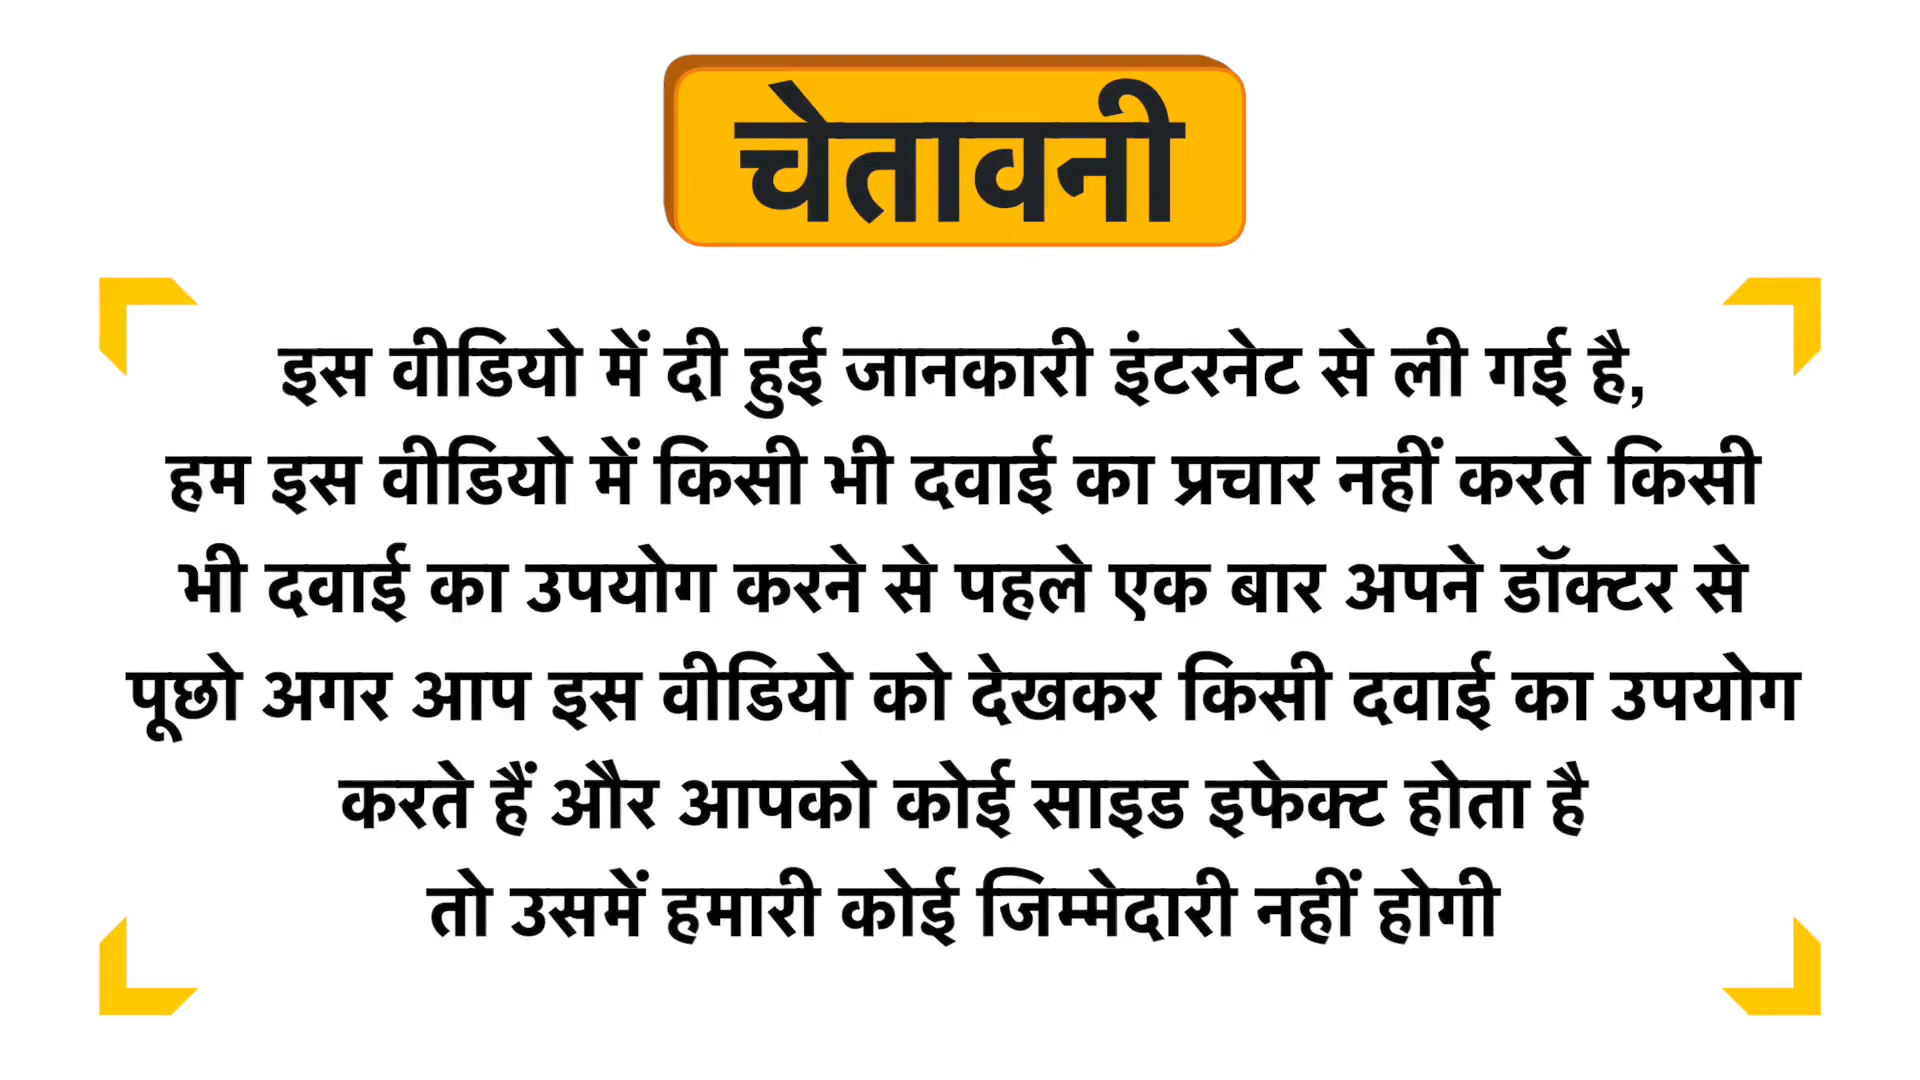 चेतावनी
इस वीडियो में दी हुई जानकारी इंटरनेट से ली गई है,
हम इस वीडियो में किसी भी दवाई का प्रचार नहीं करते किसी
भी दवाई का उपयोग करने से पहले एक बार अपने डॉक्टर से
पूछो अगर आप इस वीडियो को देखकर किसी दवाई का उपयोग
करते हैं और आपको कोई साइड इफेक्ट होता है
तो उसमें हमारी कोई जिम्मेदारी नहीं होगी